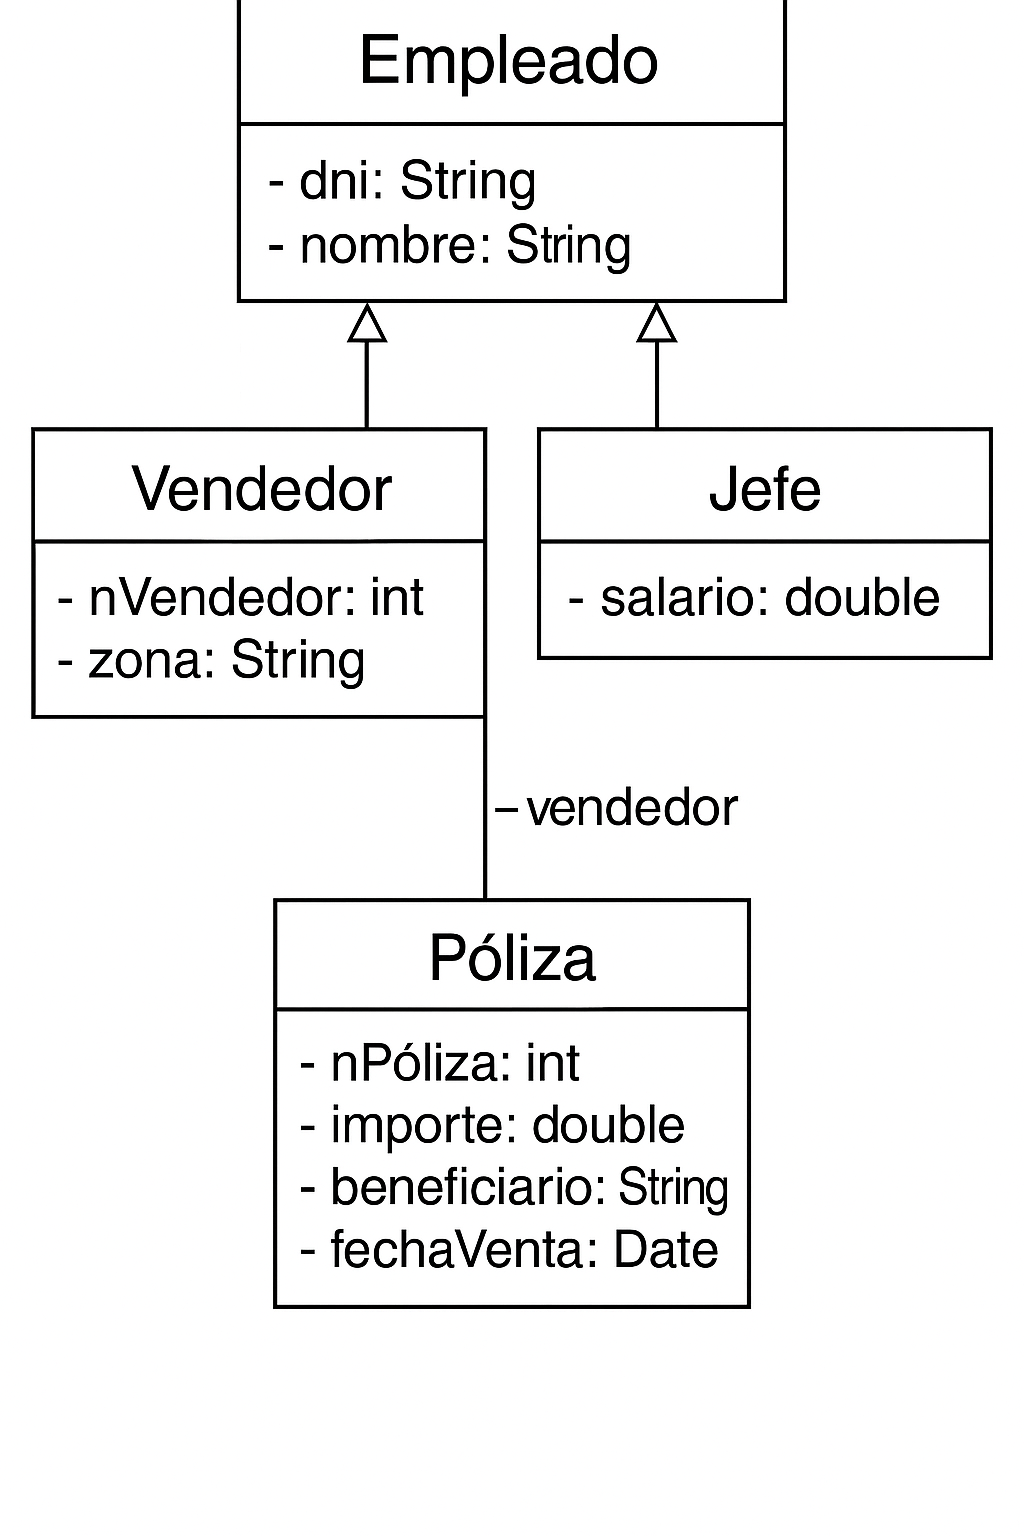 Empleado
- dni: String
- nombre: String
Vendedor
- nVendedor: int
- zona: String
Jefe
- salario: double
– vendedor
Póliza
- nPóliza: int
- importe: double
- beneficiario: String
- fechaVenta: Date